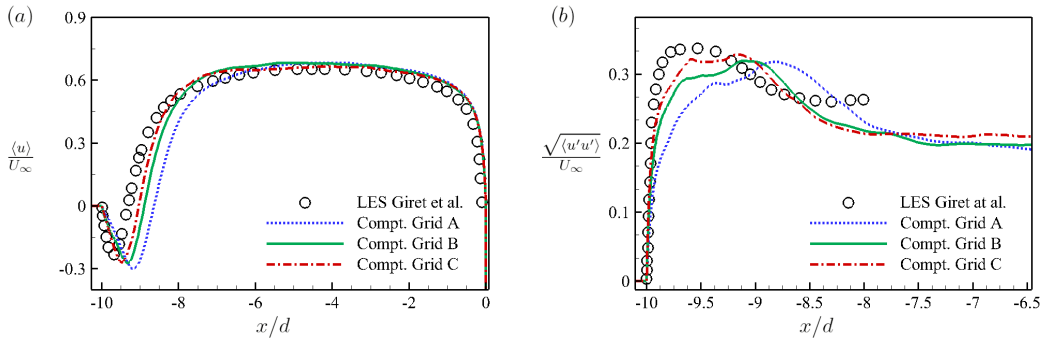 (a)
0.9
0.6
0.3
0
-0.3
⟨u⟩
U∞
-10
-8
-6
-4
-2
0
x/d
LES Giret et al.
Compt. Grid A
Compt. Grid B
Compt. Grid C
(b)
0.3
0.2
0.1
0
√⟨u′u′⟩
U∞
-10
-9.5
-9
-8.5
-8
-7.5
-7
-6.5
x/d
LES Giret at al.
Compt. Grid A
Compt. Grid B
Compt. Grid C